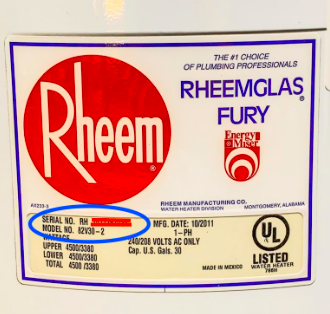 THE #1 CHOICE
OF PLUMBING PROFESSIONALS
Rheem
RHEEMGLAS®
FURY
Energy
Miser
RHEEM MANUFACTURING CO.
WATER HEATER DIVISION
MONTGOMERY, ALABAMA
SERIAL NO. RH
MFG. DATE: 10/2011
MODEL NO. 82V30-2
1-PH
WATTAGE
240/208 VOLTS AC ONLY
UPPER 4500/3380
Cap. U.S. Gals. 30
LOWER 4500/3380
TOTAL 4500 /3380
MADE IN MEXICO
UL
®
LISTED
WATER HEATER